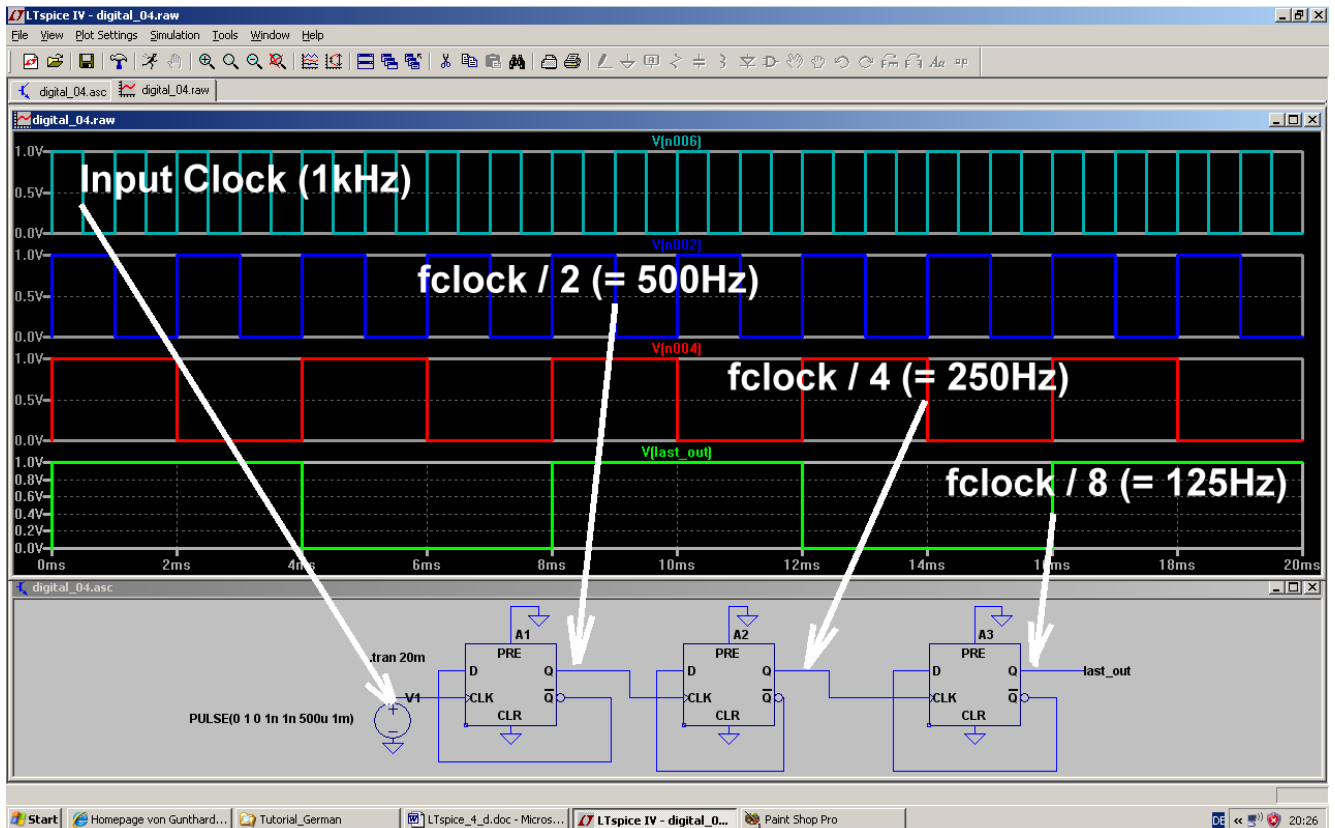 LTspice IV - digital_04.raw
File View Plot Settings Simulation Tools Window Help
digital_04.asc digital_04.raw
digital_04.raw
V(n006)
1.0V
0.5V
0.0V
Input Clock (1kHz)
V(n002)
1.0V
0.5V
0.0V
fclock / 2 (= 500Hz)
V(n004)
1.0V
0.5V
0.0V
fclock / 4 (= 250Hz)
V(last_out)
1.0V
0.8V
0.6V
0.4V
0.2V
0.0V
fclock / 8 (= 125Hz)
0ms 2ms 6ms 8ms 10ms 12ms 14ms 18ms 20ms
digital_04.asc
.tran 20m
V1
PULSE(0 1 0 1n 1n 500u 1m)
A1
PRE
D Q
CLK Q
CLR
A2
PRE
D Q
CLK Q
CLR
A3
PRE
D Q
CLK Q
CLR
last_out
Start Homepage von Gunthard... Tutorial_German LTspice_4_d.doc - Micros... LTspice IV - digital_0... Paint Shop Pro DE 20:26